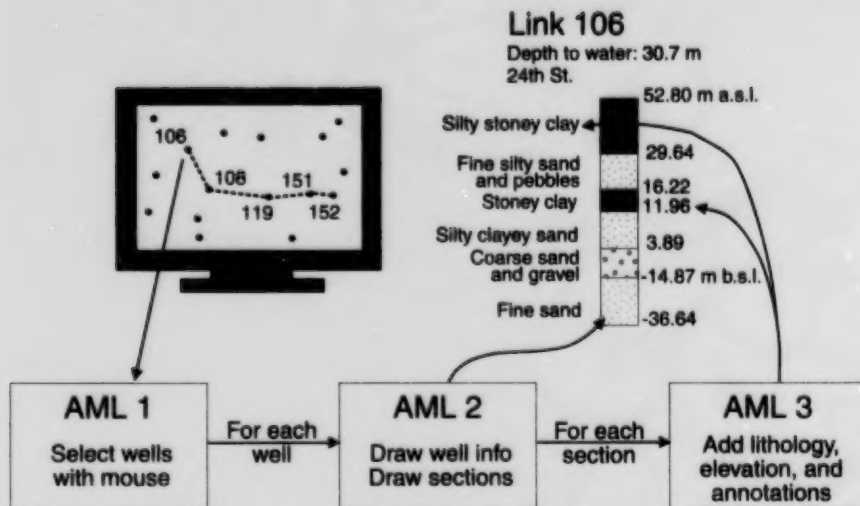 Link 106
Depth to water: 30.7 m
24th St.
52.80 m a.s.l.
Silty stoney clay
29.64
Fine silty sand
and pebbles
16.22
Stoney clay
11.96
Silty clayey sand
3.89
Coarse sand
and gravel
-14.87 m b.s.l.
Fine sand
-36.64
106
108
119
151
152
AML 1
Select wells
with mouse
For each
well
AML 2
Draw well info
Draw sections
For each
section
AML 3
Add lithology,
elevation, and
annotations